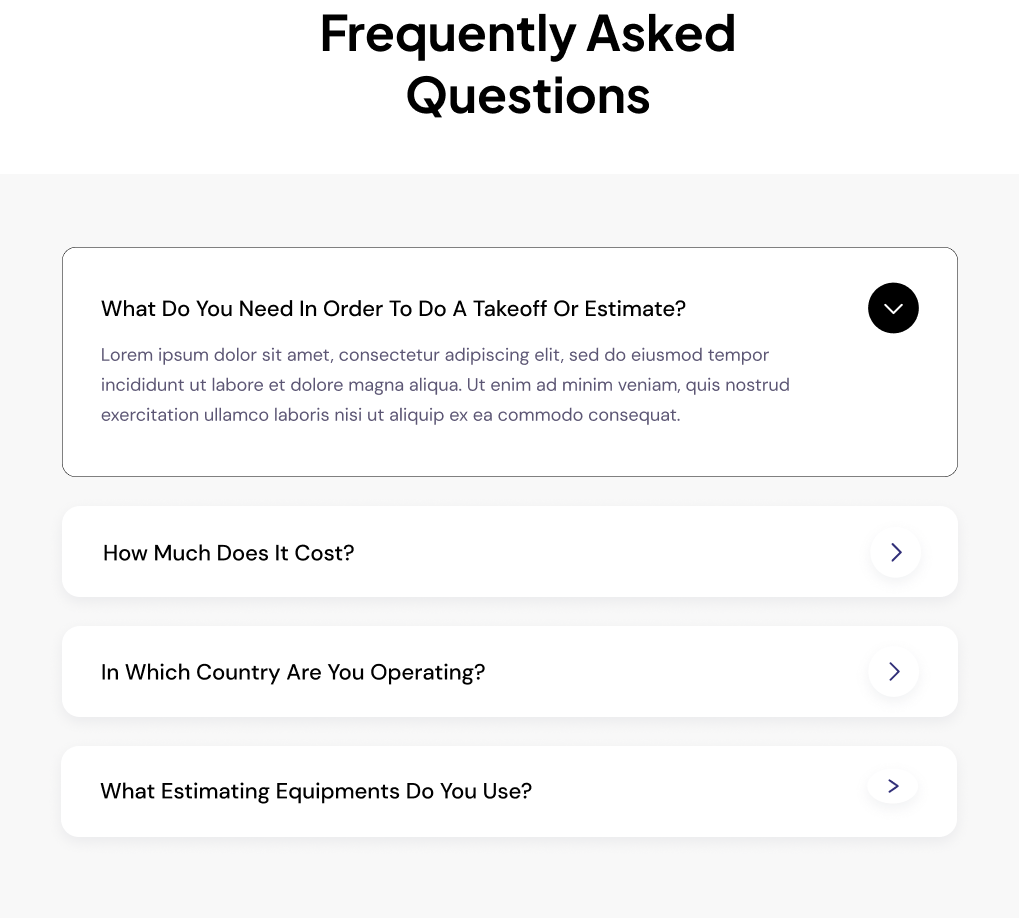 Frequently Asked
Questions
What Do You Need In Order To Do A Takeoff Or Estimate?
Lorem ipsum dolor sit amet, consectetur adipiscing elit, sed do eiusmod tempor
incididunt ut labore et dolore magna aliqua. Ut enim ad minim veniam, quis nostrud
exercitation ullamco laboris nisi ut aliquip ex ea commodo consequat.
How Much Does It Cost?
In Which Country Are You Operating?
What Estimating Equipments Do You Use?